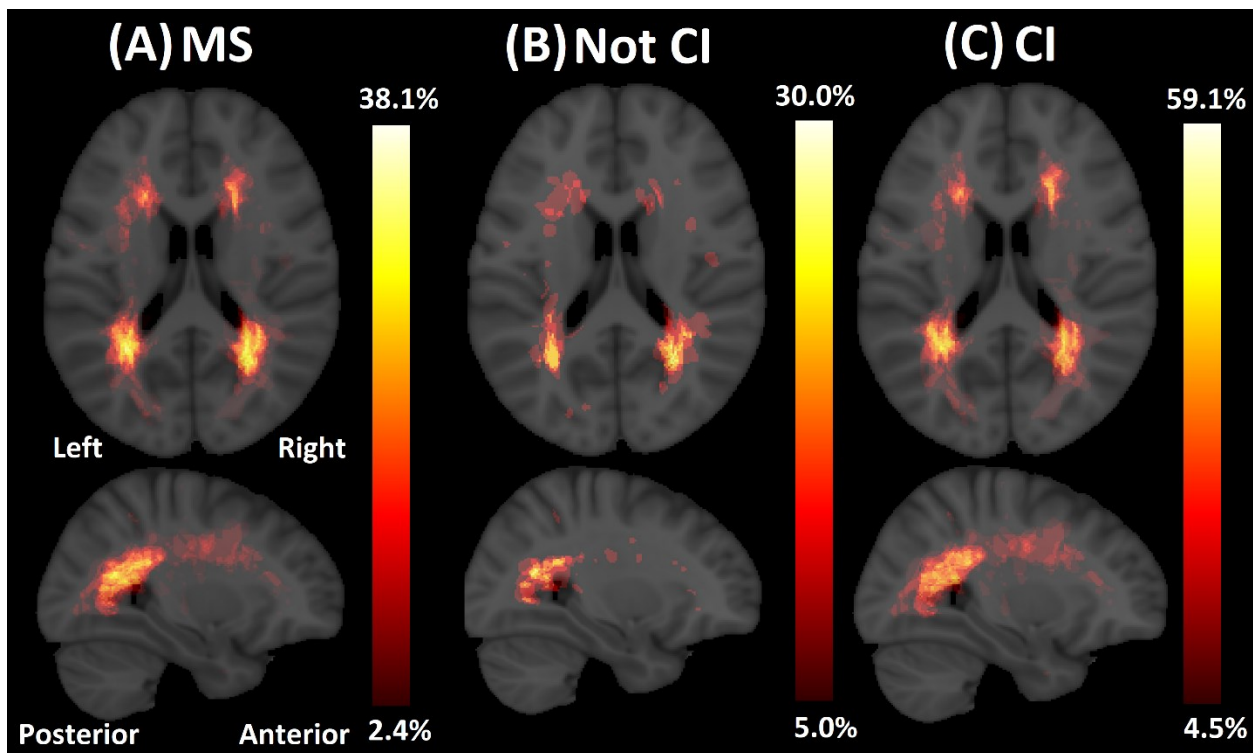 (A) MS
(B) Not CI
(C) CI
38.1%
30.0%
59.1%
Left
Right
Posterior
Anterior
2.4%
5.0%
4.5%